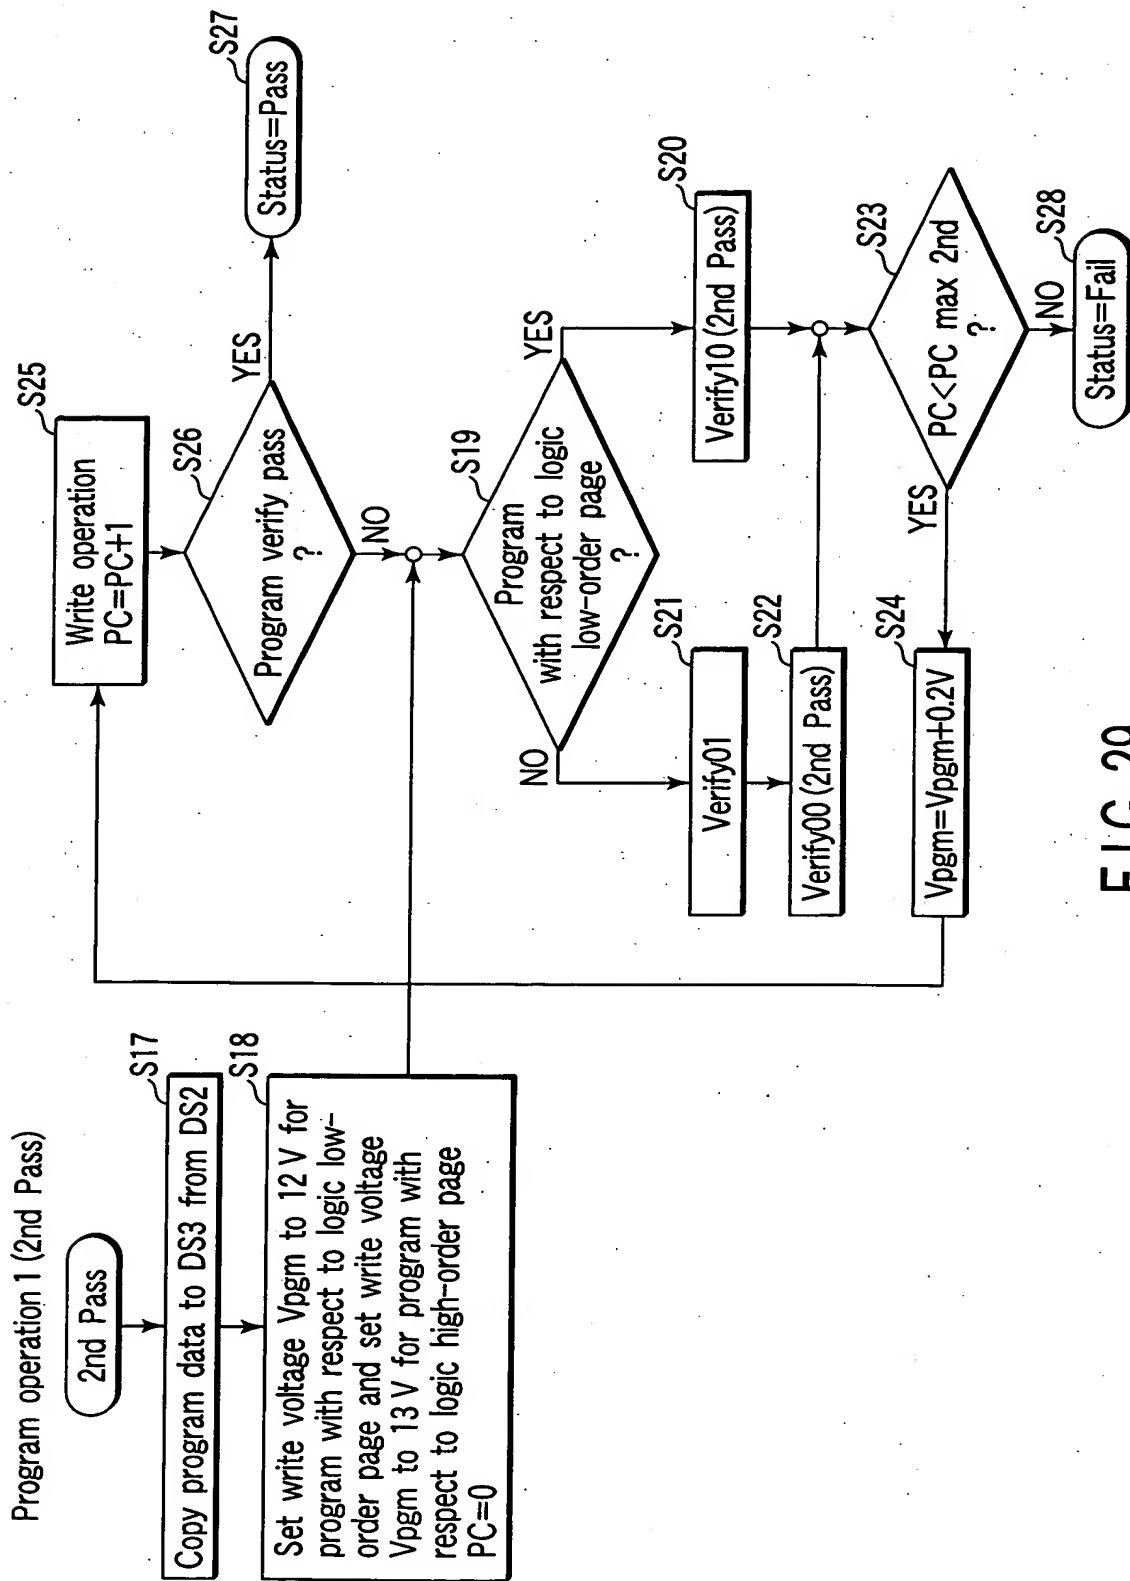 Program operation 1 (2nd Pass)
2nd Pass
S17
Copy program data to DS3 from DS2
S18
Set write voltage Vpgm to 12 V for
program with respect to logic low-
order page and set write voltage
Vpgm to 13 V for program with
respect to logic high-order page
PC=0
S25
Write operation
PC=PC+1
S26
Program verify pass
?
YES
S27
Status=Pass
NO
S19
Program
with respect to logic
low-order page
?
NO
YES
S21
Verify01
S22
Verify00 (2nd Pass)
S20
Verify10 (2nd Pass)
S23
PC<PC max 2nd
?
YES
S24
Vpgm=Vpgm+0.2V
NO
S28
Status=Fail
FIG. 29